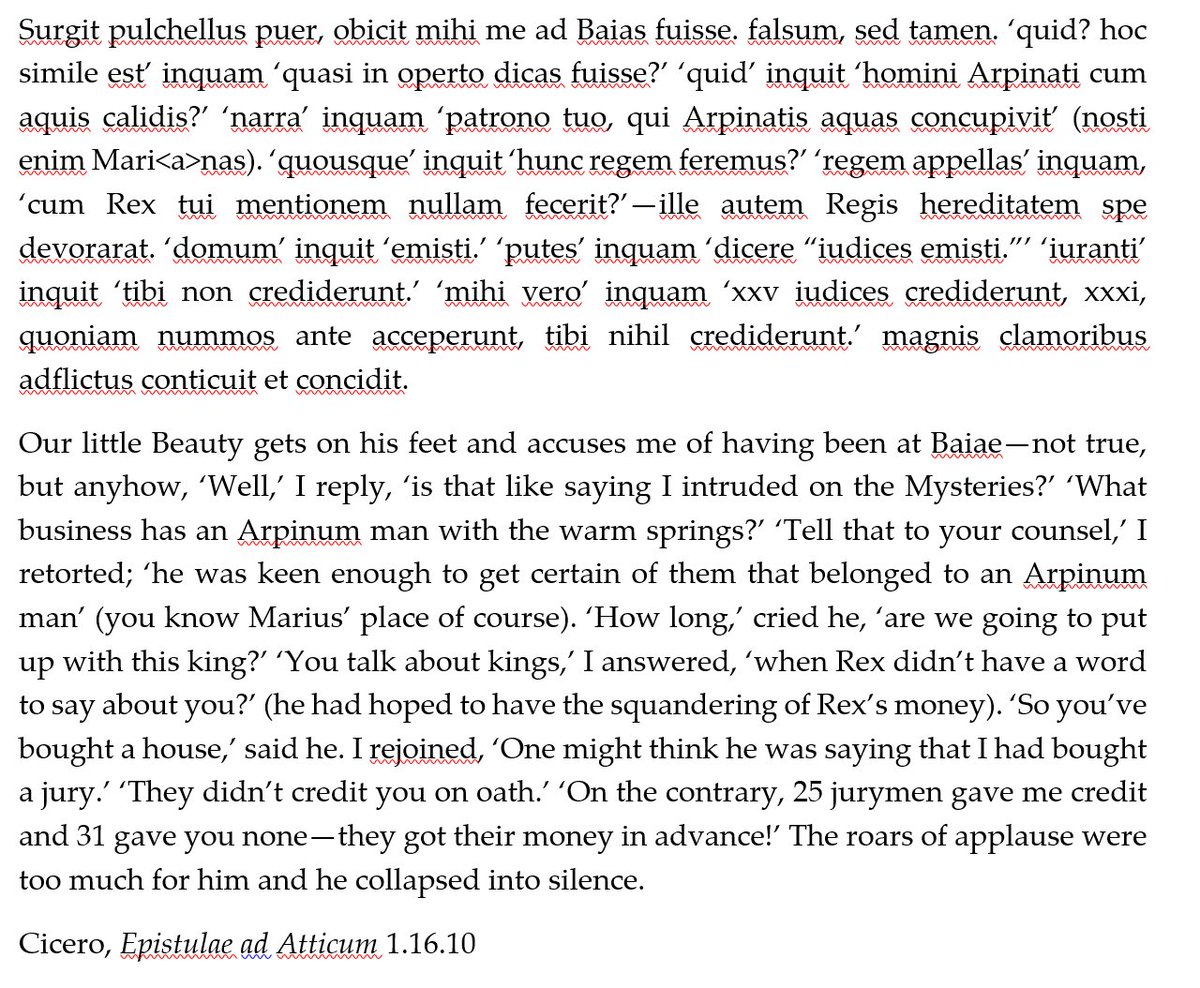 Surgit pulchellus puer, obicit mihi me ad Baias fuisse. falsum, sed tamen. ‘quid? hoc
simile est’ inquam ‘quasi in operto dicas fuisse?’ ‘quid’ inquit ‘homini Arpinati cum
aquis calidis?’ ‘narra’ inquam ‘patrono tuo, qui Arpinatis aquas concupivit’ (nosti
enim Mari<a>nas). ‘quousque’ inquit ‘hunc regem feremus?’ ‘regem appellas’ inquam,
‘cum Rex tui mentionem nullam fecerit?’—ille autem Regis hereditatem spe
devorarat. ‘domum’ inquit ‘emisti.’ ‘putes’ inquam ‘dicere “iudices emisti.”’ ‘iuranti’
inquit ‘tibi non crediderunt.’ ‘mihi vero’ inquam ‘xxv iudices crediderunt, xxxi,
quoniam nummos ante acceperunt, tibi nihil crediderunt.’ magnis clamoribus
adflictus conticuit et concidit.
Our little Beauty gets on his feet and accuses me of having been at Baiae—not true,
but anyhow, ‘Well,’ I reply, ‘is that like saying I intruded on the Mysteries?’ ‘What
business has an Arpinum man with the warm springs?’ ‘Tell that to your counsel,’ I
retorted; ‘he was keen enough to get certain of them that belonged to an Arpinum
man’ (you know Marius’ place of course). ‘How long,’ cried he, ‘are we going to put
up with this king?’ ‘You talk about kings,’ I answered, ‘when Rex didn’t have a word
to say about you?’ (he had hoped to have the squandering of Rex’s money). ‘So you’ve
bought a house,’ said he. I rejoined, ‘One might think he was saying that I had bought
a jury.’ ‘They didn’t credit you on oath.’ ‘On the contrary, 25 jurymen gave me credit
and 31 gave you none—they got their money in advance!’ The roars of applause were
too much for him and he collapsed into silence.
Cicero, Epistulae ad Atticum 1.16.10